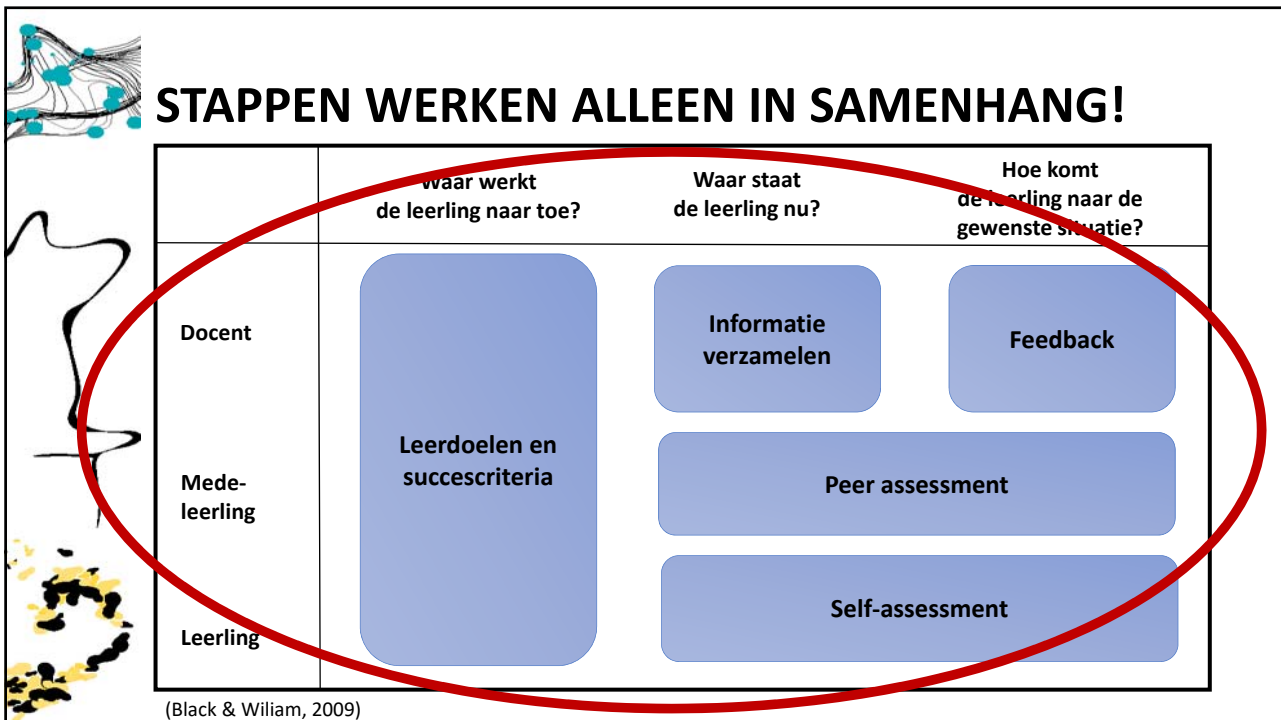 STAPPEN WERKEN ALLEEN IN SAMENHANG!
Waar werkt
de leerling naar toe?
Waar staat
de leerling nu?
Hoe komt
de leerling naar de
gewenste situatie?
Docent
Informatie
verzamelen
Feedback
Leerdoelen en
succescriteria
Mede-
leerling
Peer assessment
Self-assessment
Leerling
(Black & Wiliam, 2009)